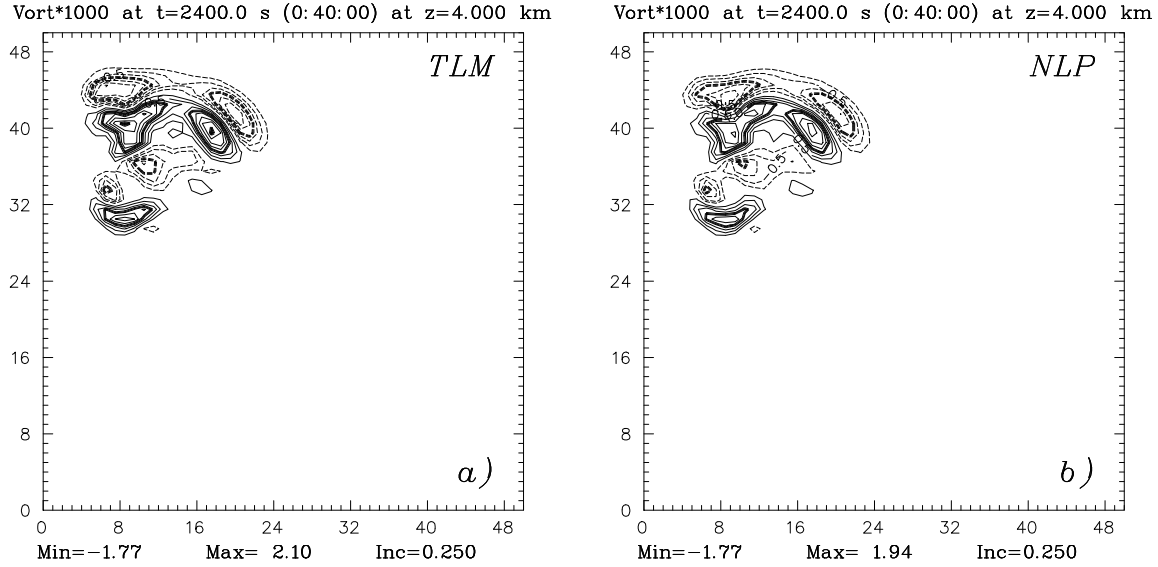 Vort*1000 at t=2400.0 s (0:40:00) at z=4.000 km
TLM
48
40
32
24
16
8
0
a)
0 8 16 24 32 40 48
Min=−1.77 Max= 2.10 Inc=0.250
Vort*1000 at t=2400.0 s (0:40:00) at z=4.000 km
NLP
48
40
32
24
16
8
0
b)
0 8 16 24 32 40 48
Min=−1.77 Max= 1.94 Inc=0.250